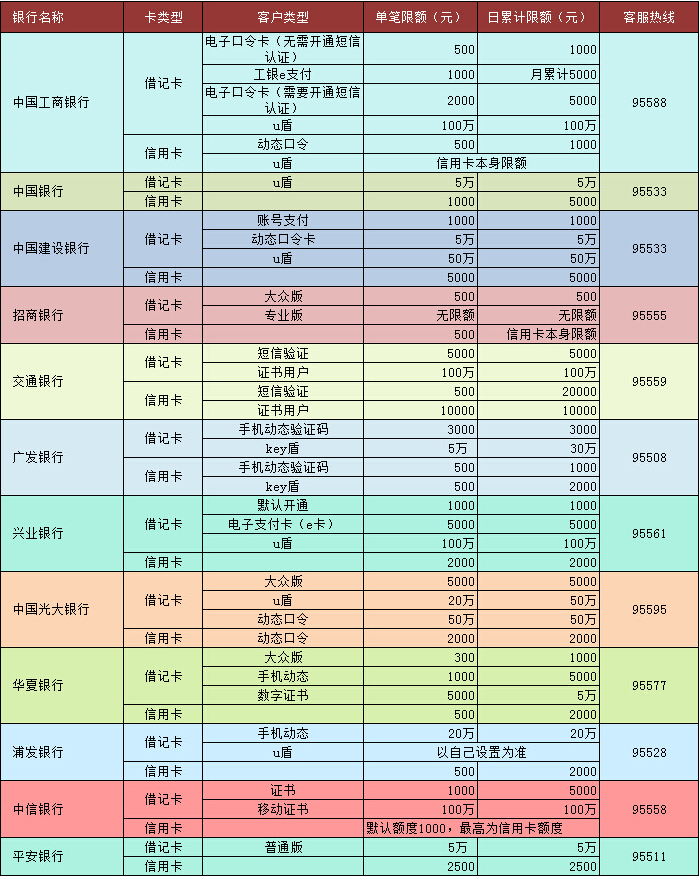 银行名称 卡类型 客户类型 单笔限额（元） 日累计限额（元） 客服热线
中国工商银行 借记卡 电子口令卡（无需开通短信认证） 500 1000 95588
工银e支付 1000 月累计5000
电子口令卡（需要开通短信认证） 2000 5000
u盾 100万 100万
信用卡 动态口令 500 1000
u盾 信用卡本身限额
中国银行 借记卡 u盾 5万 5万 95533
信用卡 1000 5000
中国建设银行 借记卡 账号支付 1000 1000 95533
动态口令卡 5万 5万
u盾 50万 50万
信用卡 5000 5000
招商银行 借记卡 大众版 500 500 95555
专业版 无限额 无限额
信用卡 500 信用卡本身限额
交通银行 借记卡 短信验证 5000 5000 95559
证书用户 100万 100万
信用卡 短信验证 500 20000
证书用户 10000 10000
广发银行 借记卡 手机动态验证码 3000 3000 95508
key盾 5万 30万
信用卡 手机动态验证码 500 1000
key盾 500 2000
兴业银行 借记卡 默认开通 1000 1000 95561
电子支付卡（e卡） 5000 5000
u盾 100万 100万
信用卡 2000 2000
中国光大银行 借记卡 大众版 5000 5000 95595
u盾 20万 50万
动态口令 50万 50万
信用卡 动态口令 2000 2000
华夏银行 借记卡 大众版 300 1000 95577
手机动态 1000 5000
数字证书 5000 5万
信用卡 500 2000
浦发银行 借记卡 手机动态 20万 20万 95528
u盾 以自己设置为准
信用卡 500 2000
中信银行 借记卡 证书 1000 5000 95558
移动证书 100万 100万
信用卡 默认额度1000，最高为信用卡额度
平安银行 借记卡 普通版 5万 5万 95511
信用卡 2500 2500